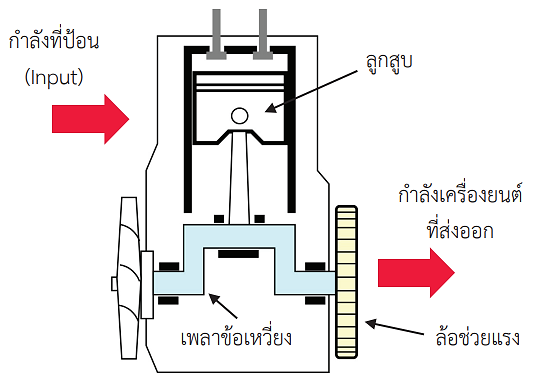 กำลังที่ป้อน
(Input)
ลูกสูบ
กำลังเครื่องยนต์
ที่ส่งออก
เพลาข้อเหวี่ยง
ล้อช่วยแรง